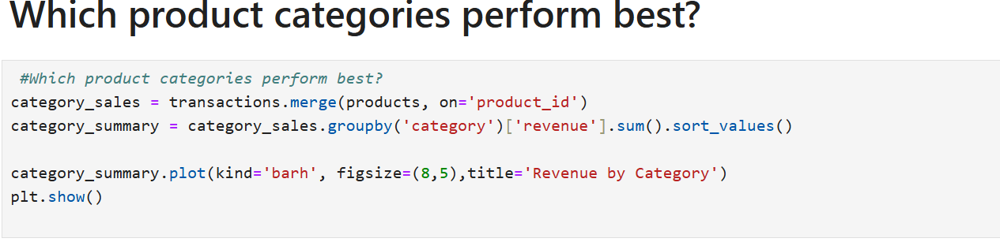 Which product categories perform best?
#Which product categories perform best?
category_sales = transactions.merge(products, on='product_id')
category_summary = category_sales.groupby('category')['revenue'].sum().sort_values()
category_summary.plot(kind='barh', figsize=(8,5),title='Revenue by Category')
plt.show()